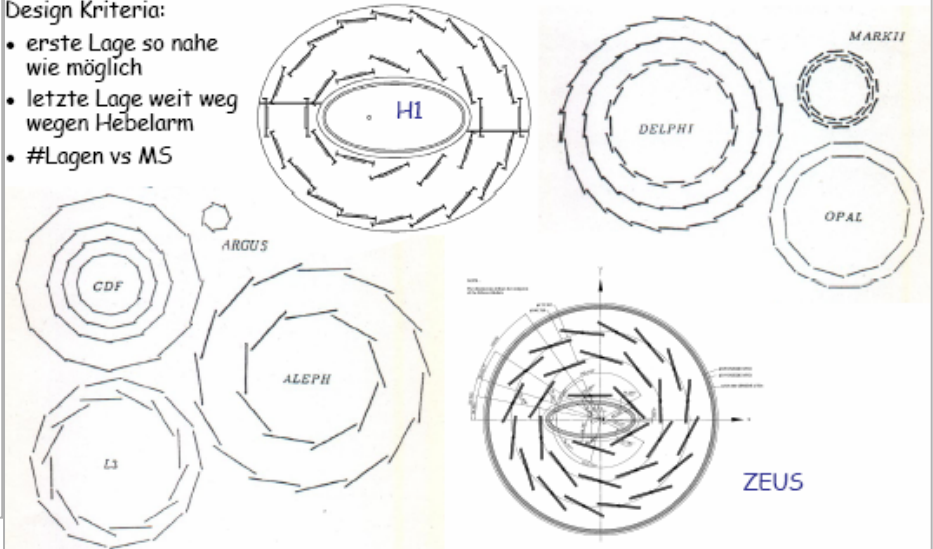 Design Kriteria:
• erste Lage so nahe
wie möglich
• letzte Lage weit weg
wegen Hebelarm
• #Lagen vs MS
H1
DELPHI
MARKII
OPAL
CDF
ARGUS
ALEPH
L3
ZEUS